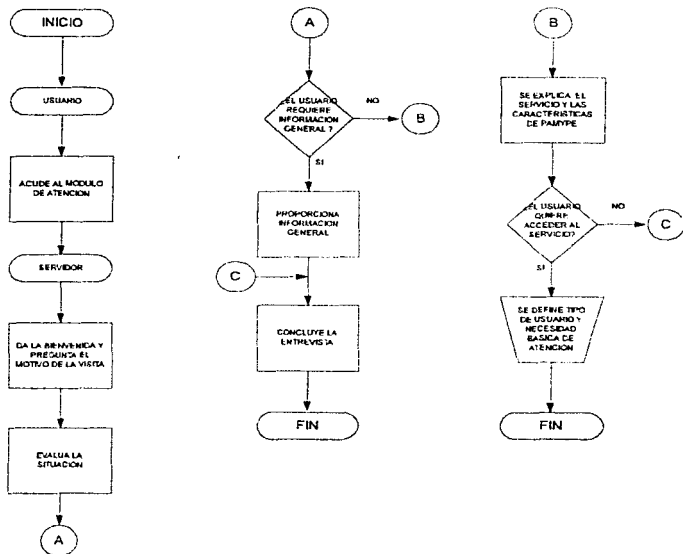 INICIO
USUARIO
ACUDE AL MODULO
DE ATENCION
SERVIDOR
DA LA BIENVENIDA Y
PREGUNTA EL
MOTIVO DE LA VISITA
EVALUA LA
SITUACION
A
A
¿EL USUARIO
REQUIERE
INFORMACION
GENERAL ?
NO
B
SI
PROPORCIONA
INFORMACION
GENERAL
C
CONCLUYE LA
ENTREVISTA
FIN
B
SE EXPLICA EL
SERVICIO Y LAS
CARACTERISTICAS
DE PAMYPE
¿EL USUARIO
QUIERE
ACCEDER AL
SERVICIO?
NO
C
SI
SE DEFINE TIPO
DE USUARIO Y
NECESIDAD
BASICA DE
ATENCION
FIN